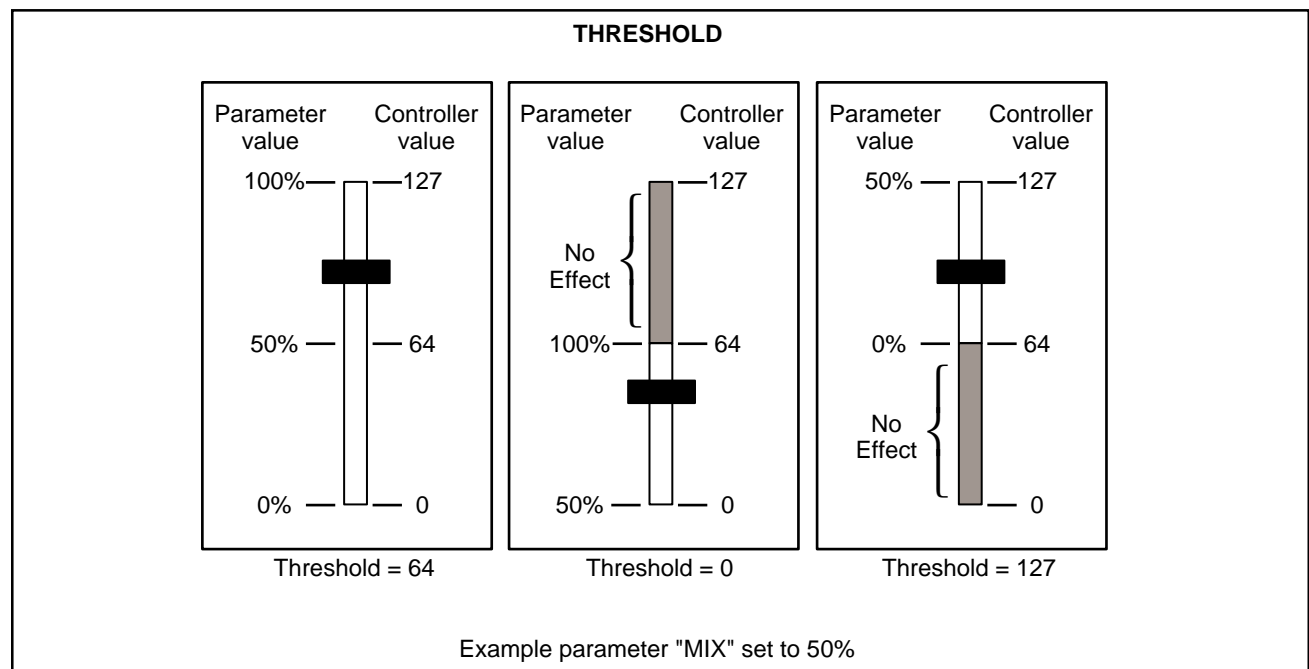 THRESHOLD
Parameter value
Controller value
100%
127
50%
64
0%
0
Threshold = 64
Parameter value
Controller value
127
No Effect
100%
64
50%
0
Threshold = 0
Parameter value
Controller value
50%
127
0%
64
No Effect
0
Threshold = 127
Example parameter "MIX" set to 50%